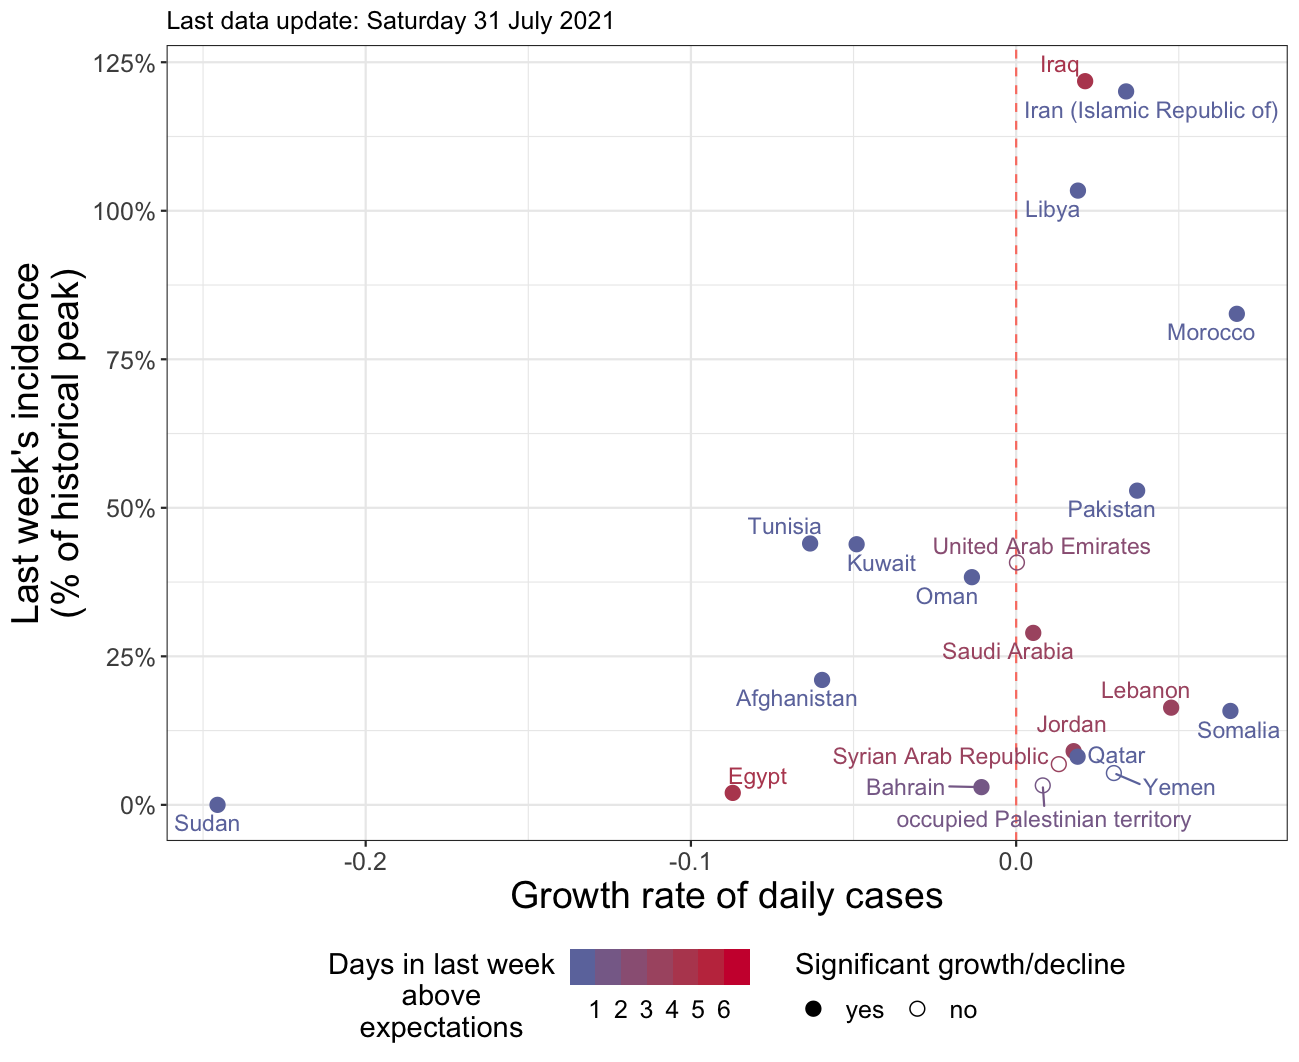 Last data update: Saturday 31 July 2021
125%
100%
75%
50%
25%
0%
Last week's incidence
(% of historical peak)
Iraq
Iran (Islamic Republic of)
Libya
Morocco
Pakistan
Tunisia
Kuwait
United Arab Emirates
Oman
Saudi Arabia
Afghanistan
Lebanon
Somalia
Jordan
Syrian Arab Republic
Qatar
Egypt
Bahrain
Yemen
occupied Palestinian territory
Sudan
-0.2
-0.1
0.0
Growth rate of daily cases
Days in last week
above
expectations
1 2 3 4 5 6
Significant growth/decline
yes
no